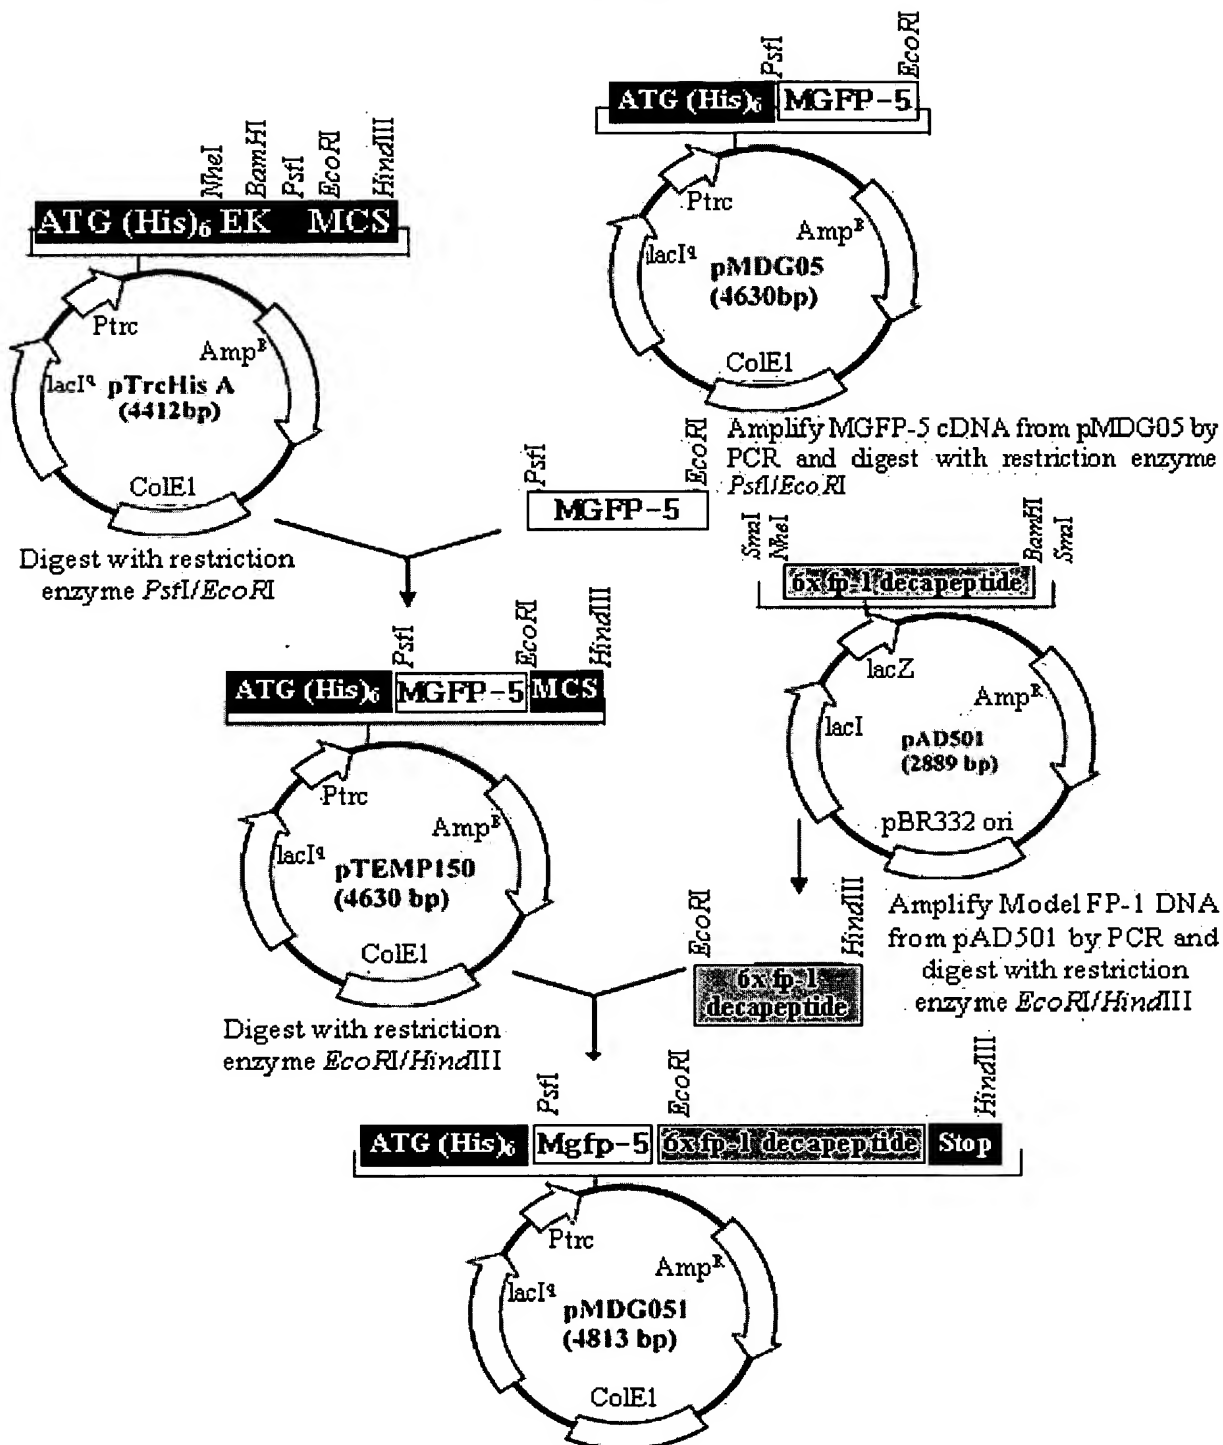 PstI
EcoRI
ATG (His)6
MGFP-5
Ptrc
AmpR
lacIq
pMDG05
(4630bp)
ColE1
NheI
BamHI
PstI
EcoRI
HindIII
ATG (His)6 EK MCS
Ptrc
AmpR
lacIq
pTrcHis A
(4412bp)
ColE1
Digest with restriction
enzyme PstI/EcoRI
Amplify MGFP-5 cDNA from pMDG05 by
PCR and digest with restriction enzyme
PstI/EcoRI
PstI
EcoRI
MGFP-5
SmaI
NheI
BamHI
SmaI
6x fp-1 decapeptide
lacZ
AmpR
lacI
pAD501
(2889 bp)
pBR332 ori
Amplify Model FP-1 DNA
from pAD501 by PCR and
digest with restriction
enzyme EcoRI/HindIII
PstI
EcoRI
HindIII
ATG (His)6
MGFP-5
MCS
Ptrc
AmpR
lacIq
pTEMP150
(4630 bp)
ColE1
Digest with restriction
enzyme EcoRI/HindIII
EcoRI
HindIII
6x fp-1
decapeptide
PstI
EcoRI
HindIII
ATG (His)6
Mgfp-5
6x fp-1 decapeptide
Stop
Ptrc
AmpR
lacIq
pMDG051
(4813 bp)
ColE1